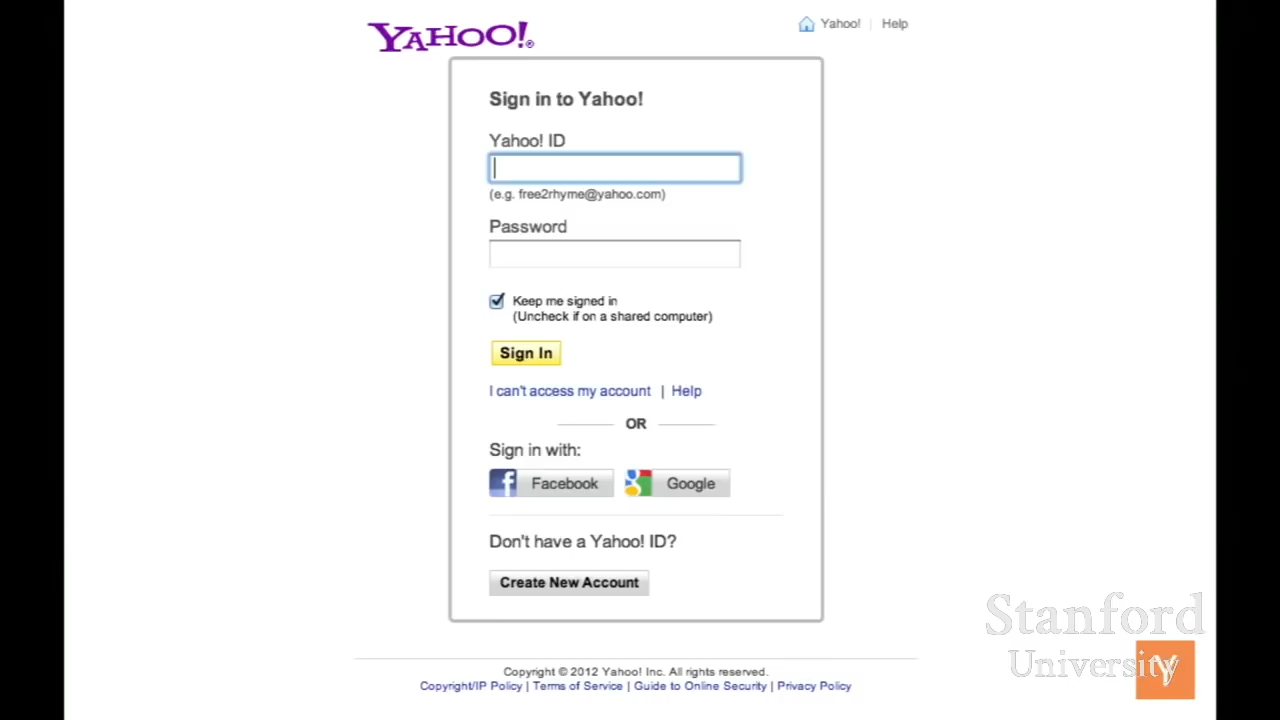 YAHOO!®
Yahoo! | Help
Sign in to Yahoo!
Yahoo! ID
(e.g. free2rhyme@yahoo.com)
Password
Keep me signed in
(Uncheck if on a shared computer)
Sign In
I can't access my account | Help
OR
Sign in with:
Facebook Google
Don't have a Yahoo! ID?
Create New Account
Copyright © 2012 Yahoo! Inc. All rights reserved.
Copyright/IP Policy | Terms of Service | Guide to Online Security | Privacy Policy
Stanford
University
Y